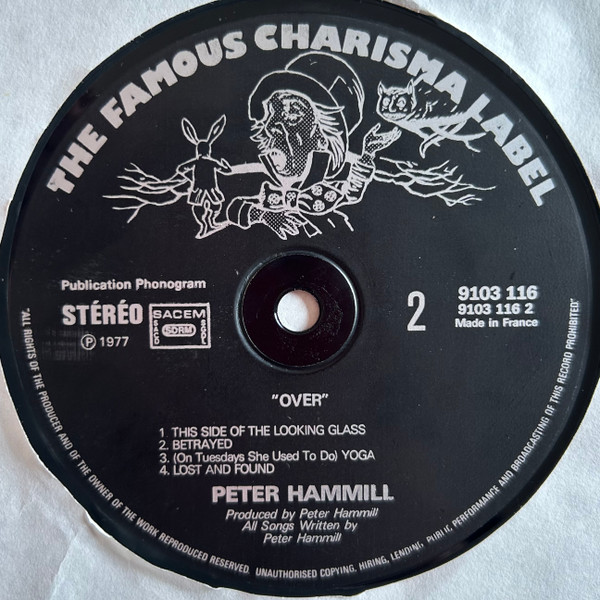 THE FAMOUS CHARISMA LABEL
Publication Phonogram
STÉRÉO
SACEM
SACD
SDRM
SGDL
℗ 1977
2
9103 116
9103 116 2
Made in France
"OVER"
1 THIS SIDE OF THE LOOKING GLASS
2. BETRAYED
3. (On Tuesdays She Used To Do) YOGA
4. LOST AND FOUND
PETER HAMMILL
Produced by Peter Hammill
All Songs Written by
Peter Hammill
"ALL RIGHTS OF THE PRODUCER AND OF THE OWNER OF THE WORK REPRODUCED RESERVED. UNAUTHORISED COPYING, HIRING, LENDING, PUBLIC PERFORMANCE AND BROADCASTING OF THIS RECORD PROHIBITED"